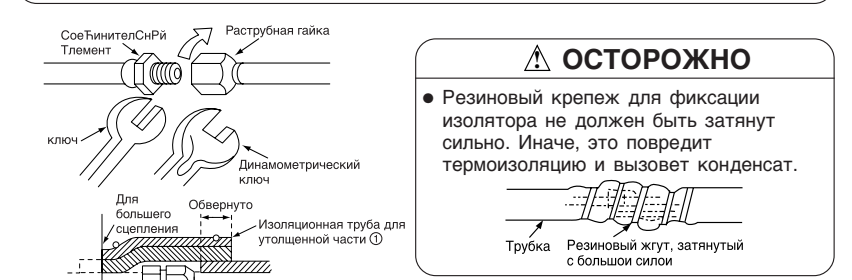 СоеЋинителСнРй
Тлемент
Раструбная гайка
ключ
Динамометрический
ключ
Для
большего
сцепления
Обвернуто
Изоляционная труба для
утолщенной части ①
⚠ ОСТОРОЖНО
● Резиновый крепеж для фиксации
изолятора не должен быть затянут
сильно. Иначе, это повредит
термоизоляцию и вызовет конденсат.
Трубка
Резиновый жгут, затянутый
с большои силои